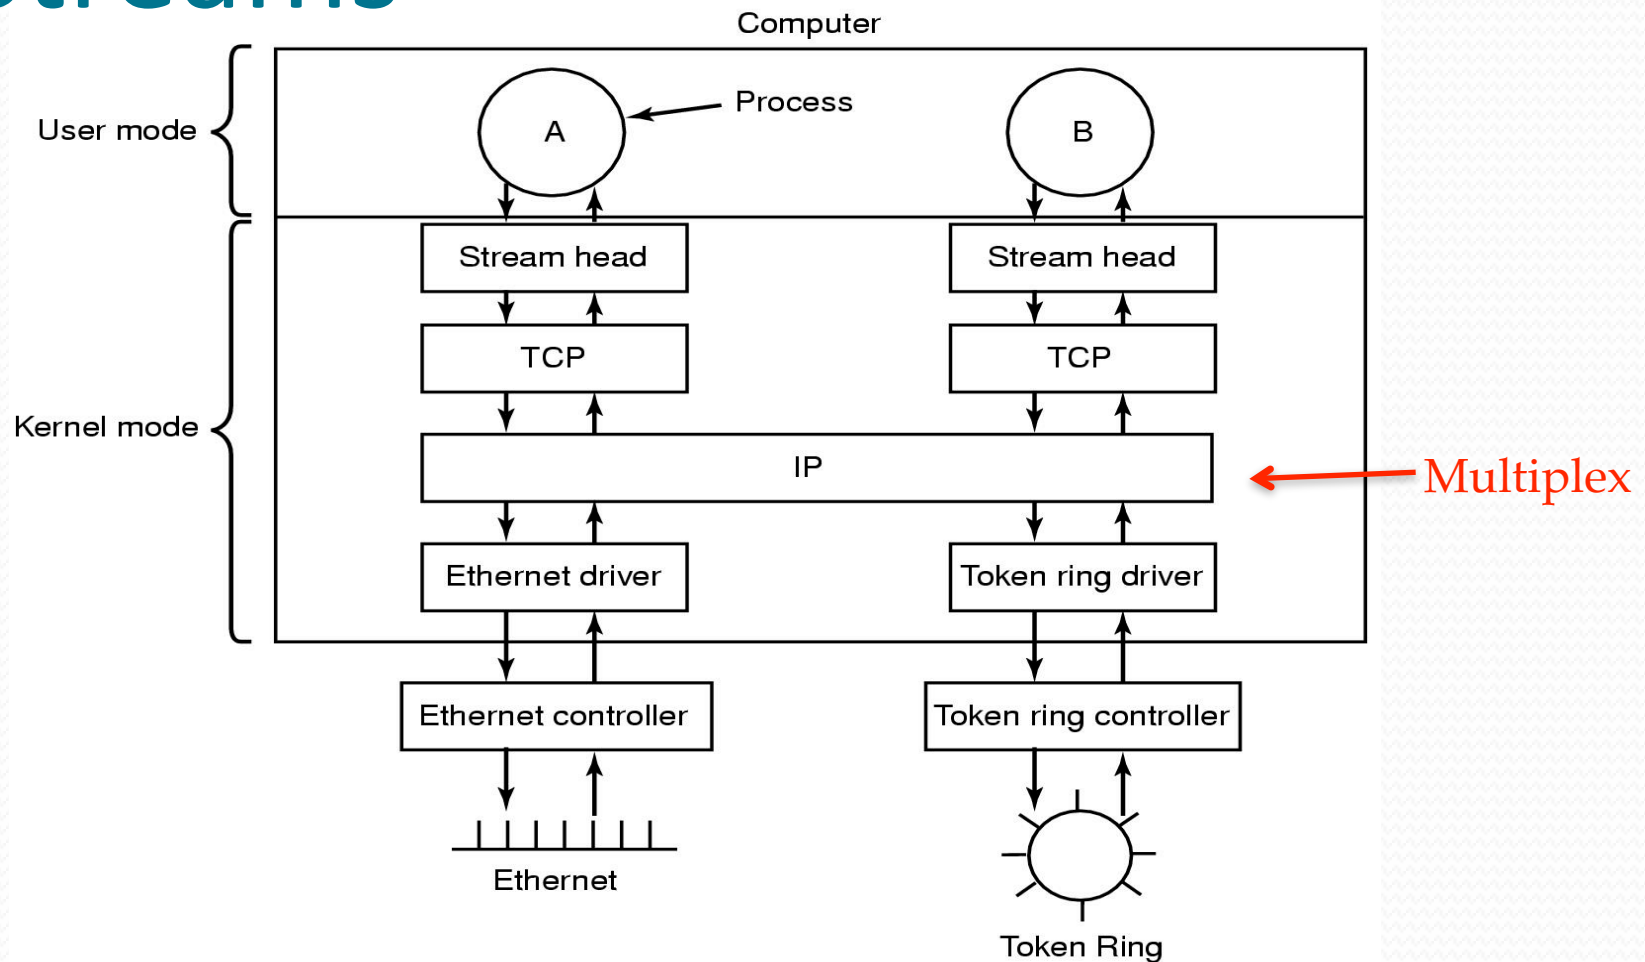 Computer
User mode
A
Process
B
Stream head
Stream head
TCP
TCP
Kernel mode
IP
Multiplex
Ethernet driver
Token ring driver
Ethernet controller
Token ring controller
Ethernet
Token Ring